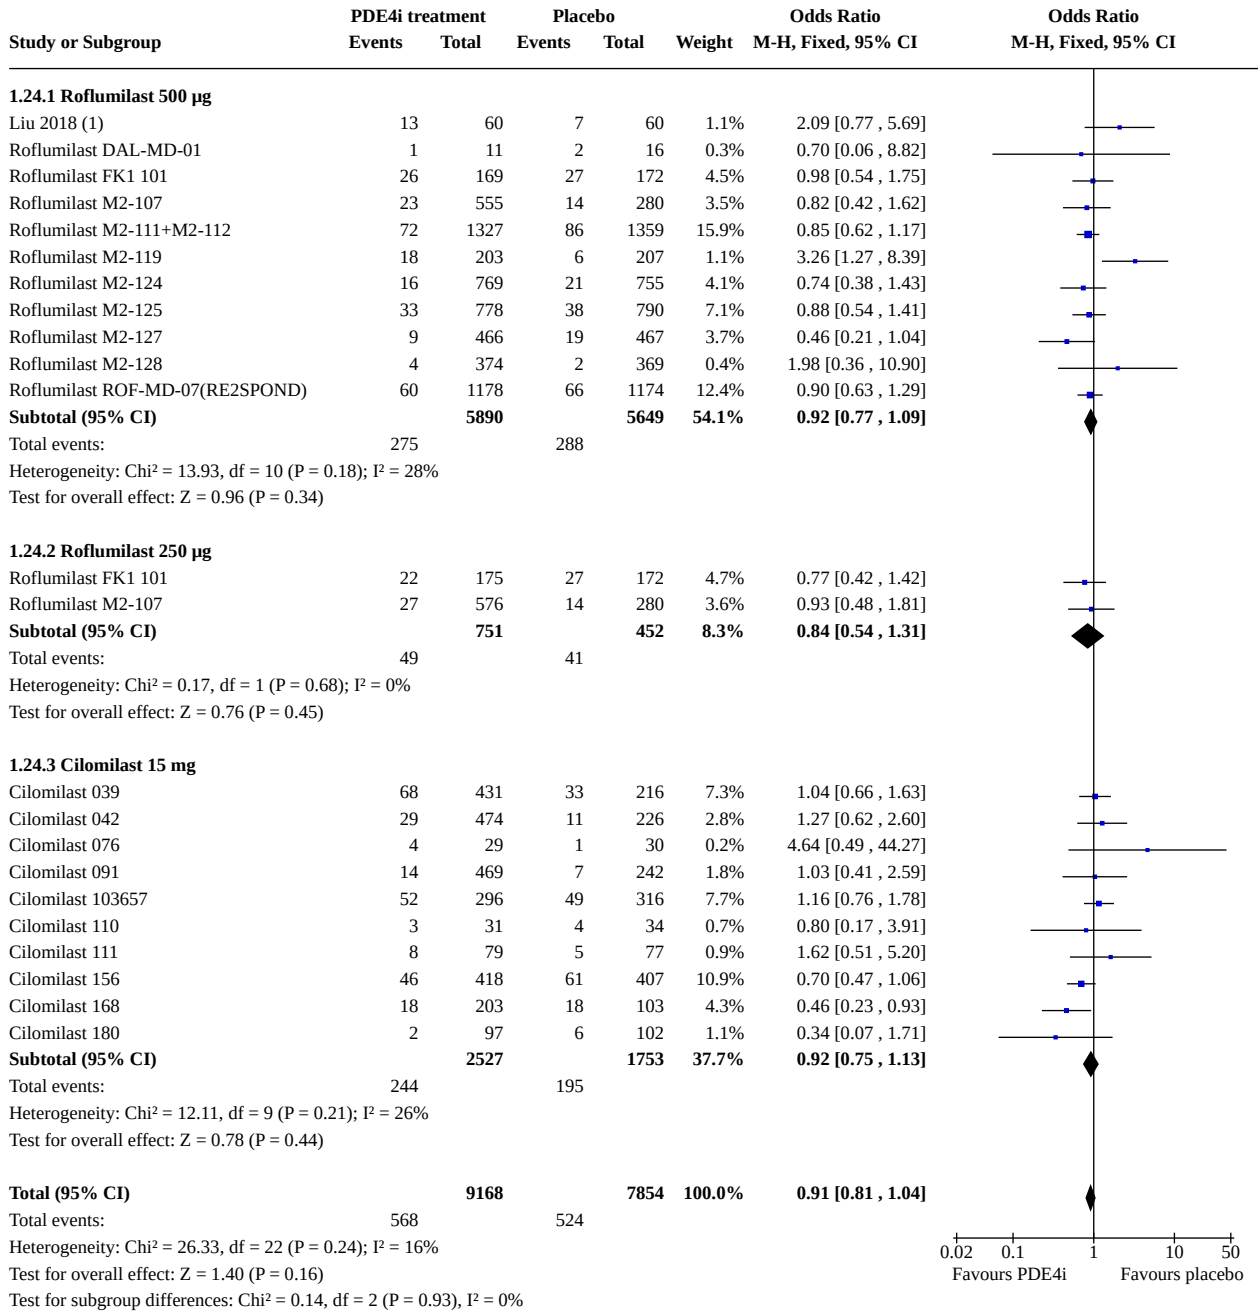 PDE4i treatment Placebo Odds Ratio Odds Ratio
Study or Subgroup Events Total Events Total Weight M-H, Fixed, 95% CI M-H, Fixed, 95% CI
1.24.1 Roflumilast 500 µg
Liu 2018 (1) 13 60 7 60 1.1% 2.09 [0.77 , 5.69]
Roflumilast DAL-MD-01 1 11 2 16 0.3% 0.70 [0.06 , 8.82]
Roflumilast FK1 101 26 169 27 172 4.5% 0.98 [0.54 , 1.75]
Roflumilast M2-107 23 555 14 280 3.5% 0.82 [0.42 , 1.62]
Roflumilast M2-111+M2-112 72 1327 86 1359 15.9% 0.85 [0.62 , 1.17]
Roflumilast M2-119 18 203 6 207 1.1% 3.26 [1.27 , 8.39]
Roflumilast M2-124 16 769 21 755 4.1% 0.74 [0.38 , 1.43]
Roflumilast M2-125 33 778 38 790 7.1% 0.88 [0.54 , 1.41]
Roflumilast M2-127 9 466 19 467 3.7% 0.46 [0.21 , 1.04]
Roflumilast M2-128 4 374 2 369 0.4% 1.98 [0.36 , 10.90]
Roflumilast ROF-MD-07(RE2SPOND) 60 1178 66 1174 12.4% 0.90 [0.63 , 1.29]
Subtotal (95% CI) 5890 5649 54.1% 0.92 [0.77 , 1.09]
Total events: 275 288
Heterogeneity: Chi² = 13.93, df = 10 (P = 0.18); I² = 28%
Test for overall effect: Z = 0.96 (P = 0.34)
1.24.2 Roflumilast 250 µg
Roflumilast FK1 101 22 175 27 172 4.7% 0.77 [0.42 , 1.42]
Roflumilast M2-107 27 576 14 280 3.6% 0.93 [0.48 , 1.81]
Subtotal (95% CI) 751 452 8.3% 0.84 [0.54 , 1.31]
Total events: 49 41
Heterogeneity: Chi² = 0.17, df = 1 (P = 0.68); I² = 0%
Test for overall effect: Z = 0.76 (P = 0.45)
1.24.3 Cilomilast 15 mg
Cilomilast 039 68 431 33 216 7.3% 1.04 [0.66 , 1.63]
Cilomilast 042 29 474 11 226 2.8% 1.27 [0.62 , 2.60]
Cilomilast 076 4 29 1 30 0.2% 4.64 [0.49 , 44.27]
Cilomilast 091 14 469 7 242 1.8% 1.03 [0.41 , 2.59]
Cilomilast 103657 52 296 49 316 7.7% 1.16 [0.76 , 1.78]
Cilomilast 110 3 31 4 34 0.7% 0.80 [0.17 , 3.91]
Cilomilast 111 8 79 5 77 0.9% 1.62 [0.51 , 5.20]
Cilomilast 156 46 418 61 407 10.9% 0.70 [0.47 , 1.06]
Cilomilast 168 18 203 18 103 4.3% 0.46 [0.23 , 0.93]
Cilomilast 180 2 97 6 102 1.1% 0.34 [0.07 , 1.71]
Subtotal (95% CI) 2527 1753 37.7% 0.92 [0.75 , 1.13]
Total events: 244 195
Heterogeneity: Chi² = 12.11, df = 9 (P = 0.21); I² = 26%
Test for overall effect: Z = 0.78 (P = 0.44)
Total (95% CI) 9168 7854 100.0% 0.91 [0.81 , 1.04]
Total events: 568 524
Heterogeneity: Chi² = 26.33, df = 22 (P = 0.24); I² = 16%
Test for overall effect: Z = 1.40 (P = 0.16)
Test for subgroup differences: Chi² = 0.14, df = 2 (P = 0.93), I² = 0%
0.02 0.1 1 10 50
Favours PDE4i Favours placebo